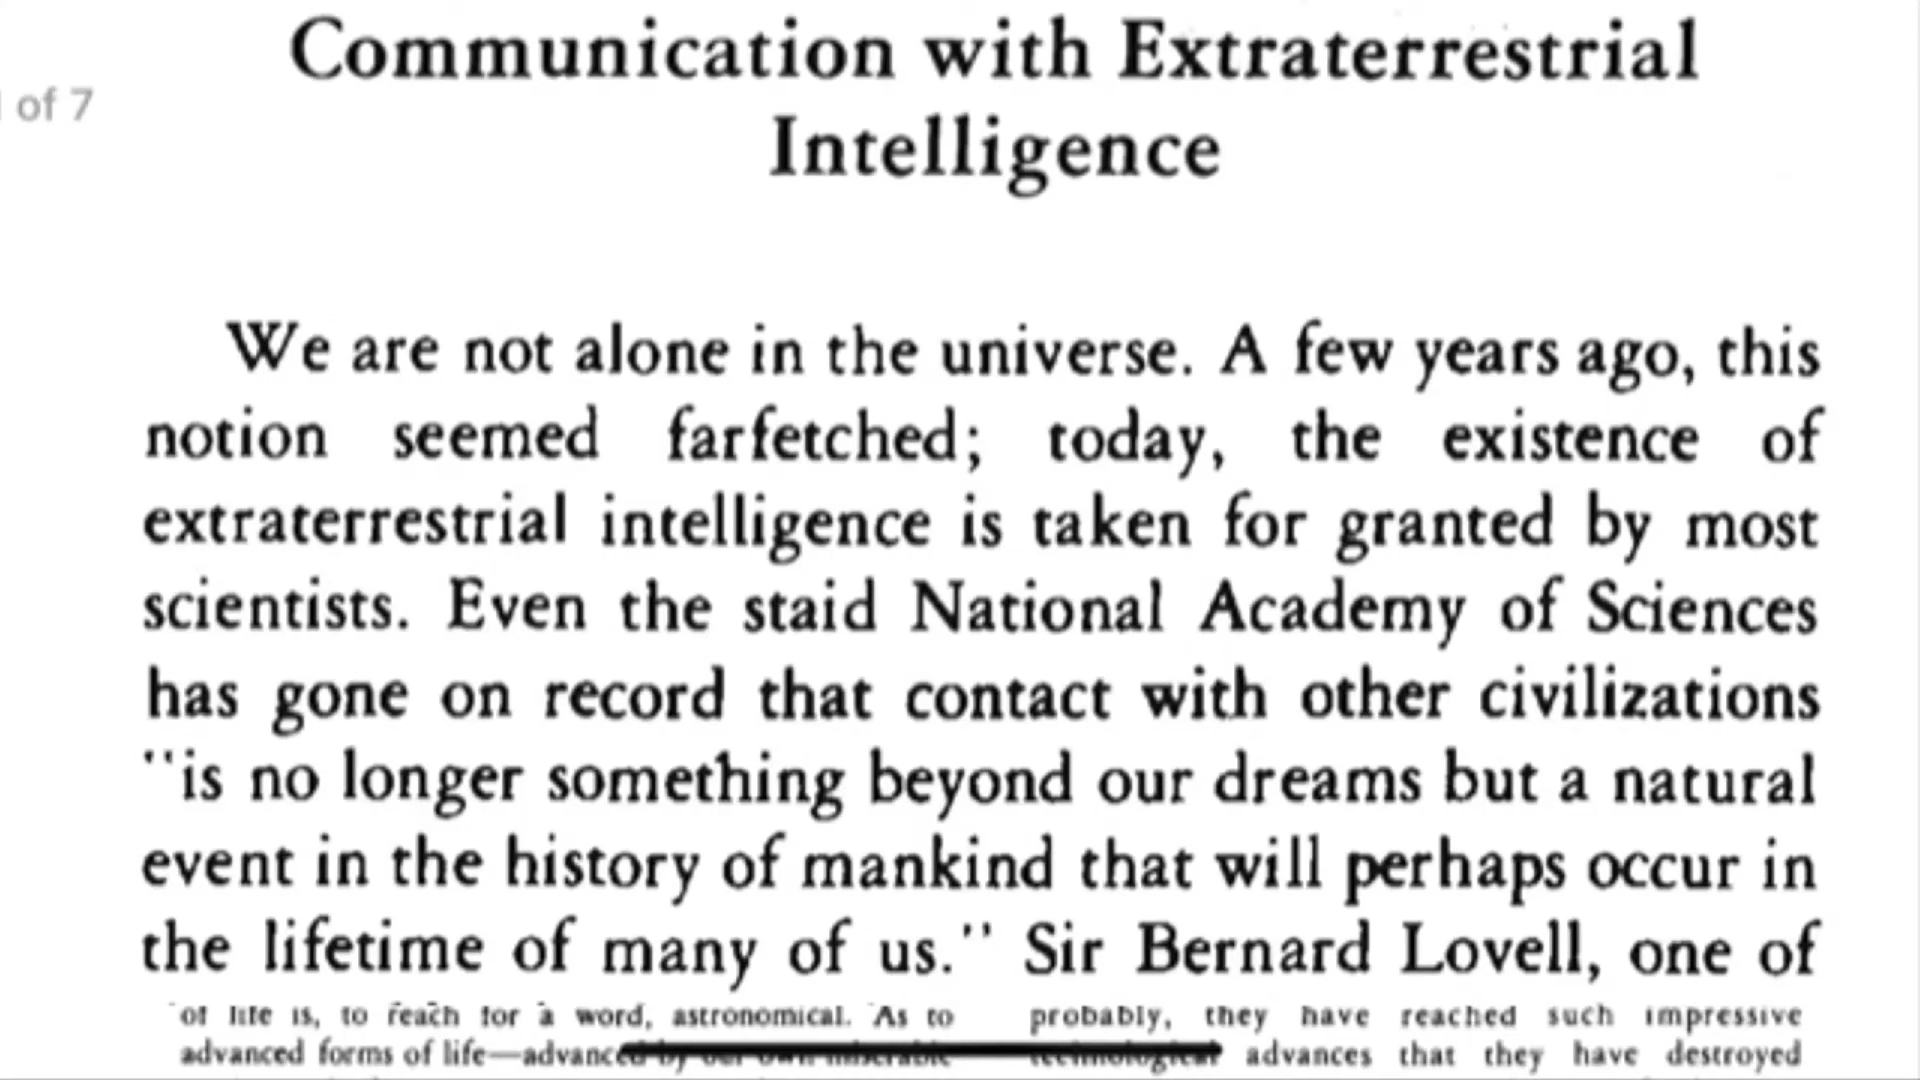 Communication with Extraterrestrial
of 7
Intelligence
We are not alone in the universe. A few years ago, this
notion seemed farfetched; today, the existence of
extraterrestrial intelligence is taken for granted by most
scientists. Even the staid National Academy of Sciences
has gone on record that contact with other civilizations
"is no longer something beyond our dreams but a natural
event in the history of mankind that will perhaps occur in
the lifetime of many of us." Sir Bernard Lovell, one of
of life is, to reach for a word, astronomical. As to
advanced forms of life—advanced by our own miserable
probably, they have reached such impressive
technological advances that they have destroyed